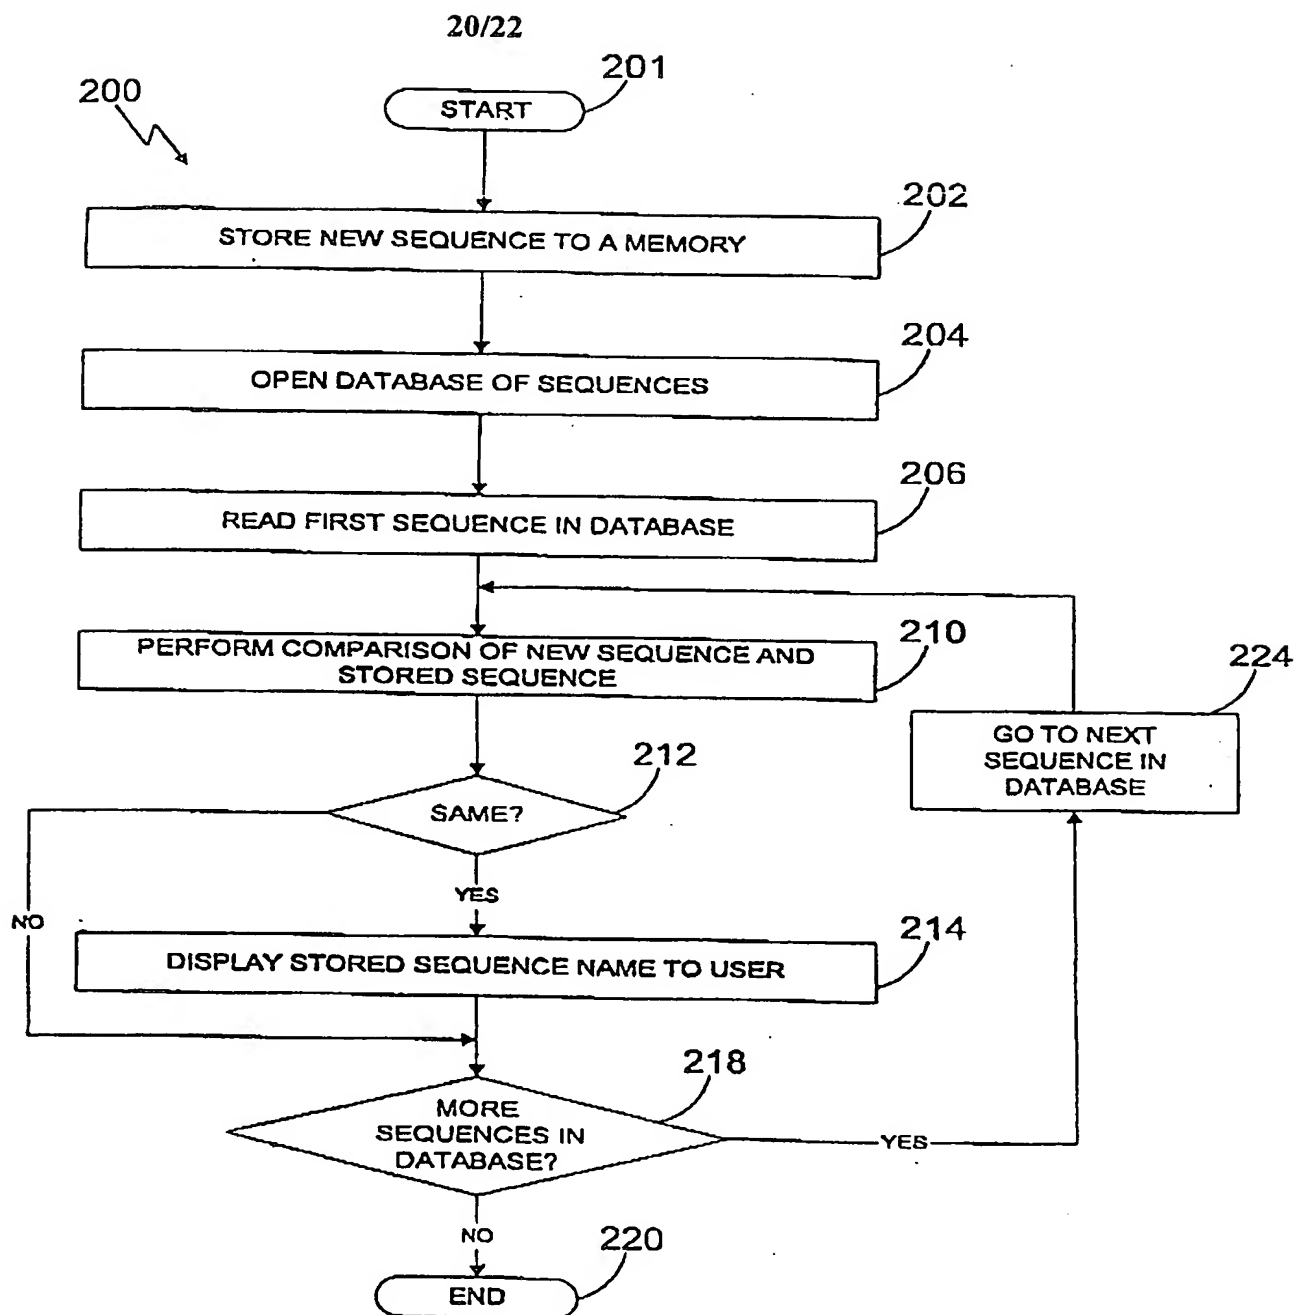 20/22
201
200
START
202
STORE NEW SEQUENCE TO A MEMORY
204
OPEN DATABASE OF SEQUENCES
206
READ FIRST SEQUENCE IN DATABASE
210
PERFORM COMPARISON OF NEW SEQUENCE AND
STORED SEQUENCE
224
GO TO NEXT
SEQUENCE IN
DATABASE
212
SAME?
YES
NO
214
DISPLAY STORED SEQUENCE NAME TO USER
218
MORE
SEQUENCES IN
DATABASE?
YES
NO
220
END